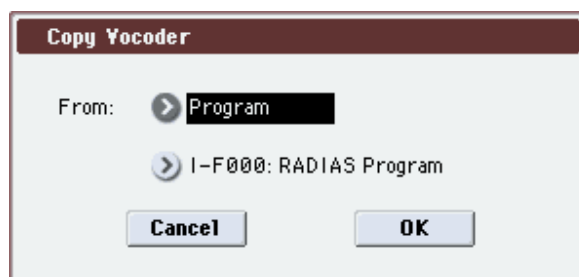 Copy Vocoder
From: Program
I-F000: RADIAS Program
Cancel OK